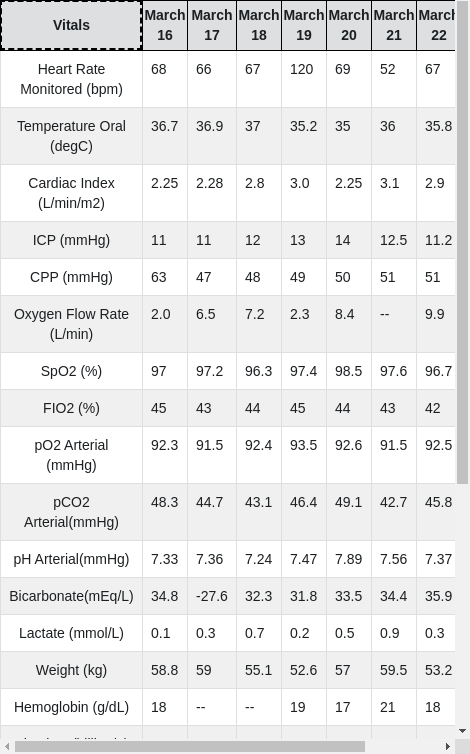 Vitals March 16 March 17 March 18 March 19 March 20 March 21 March 22
Heart Rate Monitored (bpm) 68 66 67 120 69 52 67
Temperature Oral (degC) 36.7 36.9 37 35.2 35 36 35.8
Cardiac Index (L/min/m2) 2.25 2.28 2.8 3.0 2.25 3.1 2.9
ICP (mmHg) 11 11 12 13 14 12.5 11.2
CPP (mmHg) 63 47 48 49 50 51 51
Oxygen Flow Rate (L/min) 2.0 6.5 7.2 2.3 8.4 -- 9.9
SpO2 (%) 97 97.2 96.3 97.4 98.5 97.6 96.7
FIO2 (%) 45 43 44 45 44 43 42
pO2 Arterial (mmHg) 92.3 91.5 92.4 93.5 92.6 91.5 92.5
pCO2 Arterial(mmHg) 48.3 44.7 43.1 46.4 49.1 42.7 45.8
pH Arterial(mmHg) 7.33 7.36 7.24 7.47 7.89 7.56 7.37
Bicarbonate(mEq/L) 34.8 -27.6 32.3 31.8 33.5 34.4 35.9
Lactate (mmol/L) 0.1 0.3 0.7 0.2 0.5 0.9 0.3
Weight (kg) 58.8 59 55.1 52.6 57 59.5 53.2
Hemoglobin (g/dL) 18 -- -- 19 17 21 18